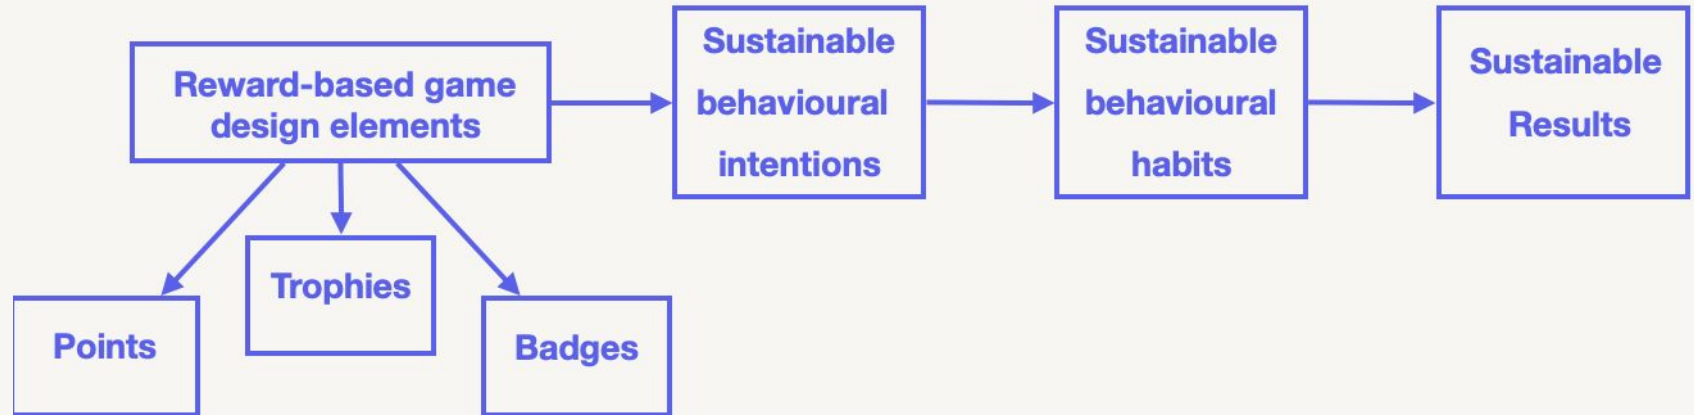 Reward-based game
design elements
Sustainable
behavioural
intentions
Sustainable
behavioural
habits
Sustainable
Results
Points
Trophies
Badges